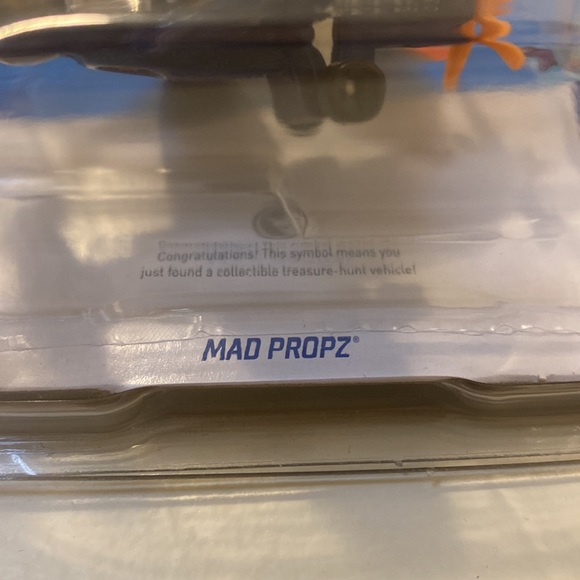 Congratulations! This symbol means you
just found a collectible treasure-hunt vehicle!
MAD PROPZ®